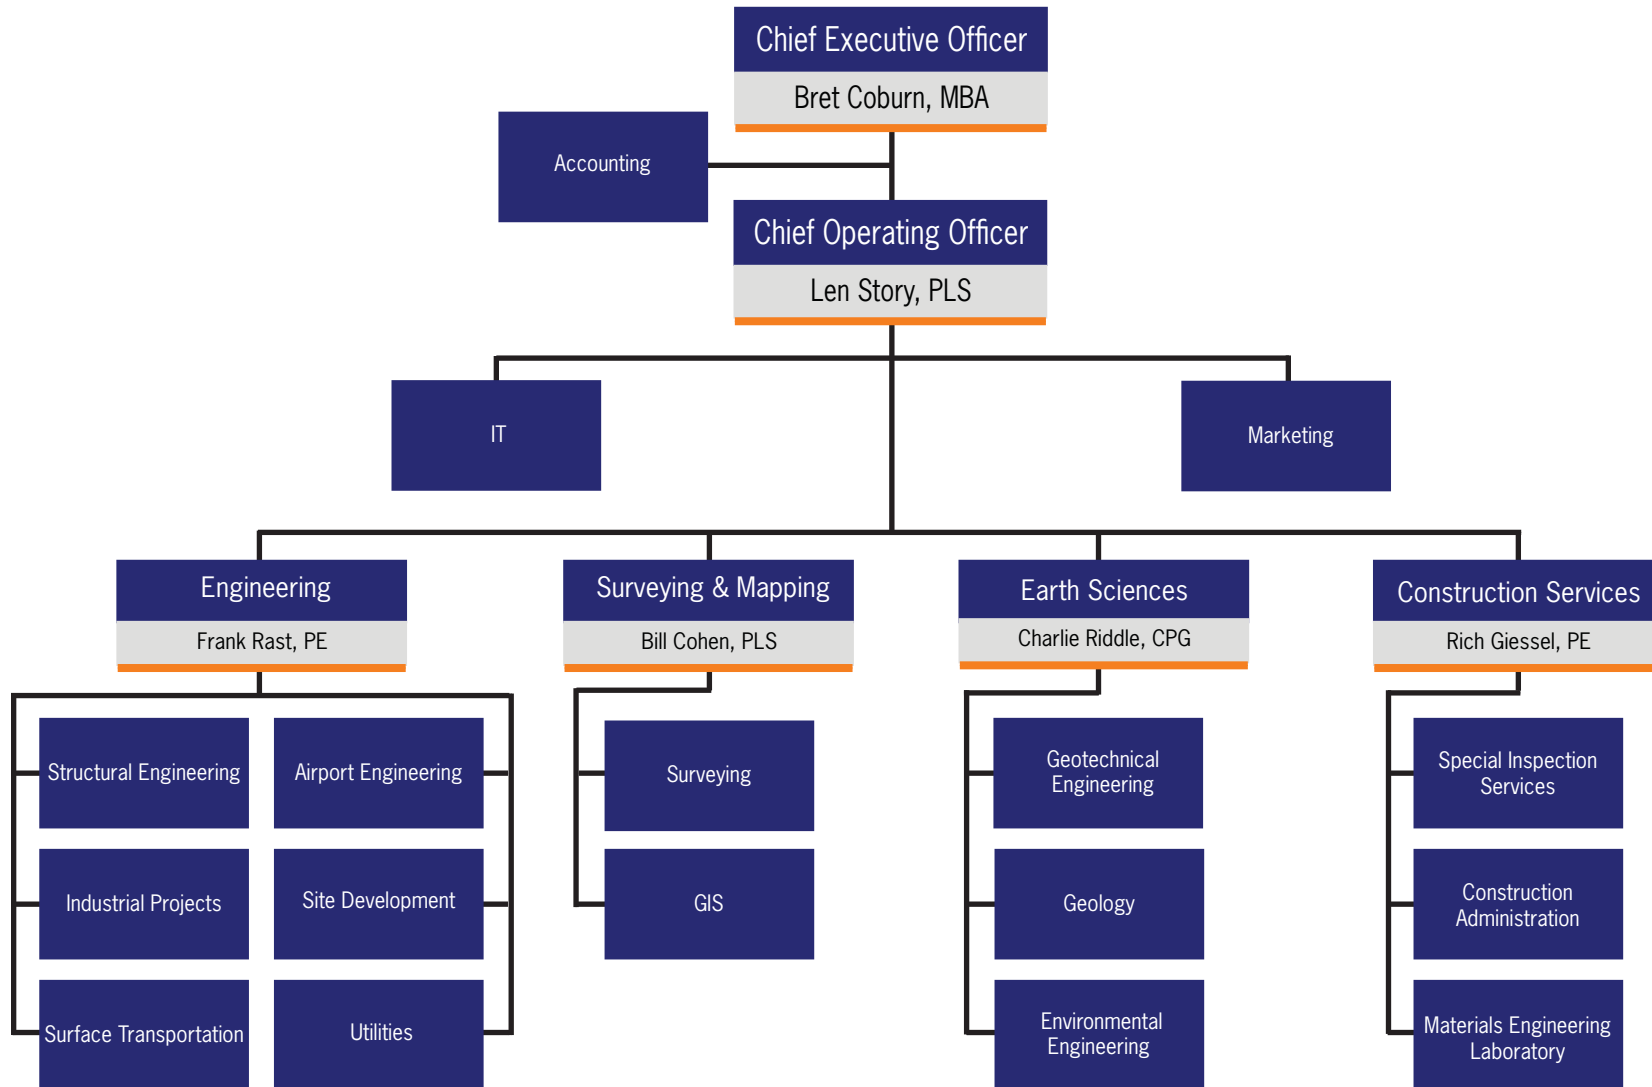 Chief Executive Officer
Bret Coburn, MBA
Accounting
Chief Operating Officer
Len Story, PLS
IT
Marketing
Engineering
Frank Rast, PE
Structural Engineering
Airport Engineering
Industrial Projects
Site Development
Surface Transportation
Utilities
Surveying & Mapping
Bill Cohen, PLS
Surveying
GIS
Earth Sciences
Charlie Riddle, CPG
Geotechnical
Engineering
Geology
Environmental
Engineering
Construction Services
Rich Giessel, PE
Special Inspection
Services
Construction
Administration
Materials Engineering
Laboratory